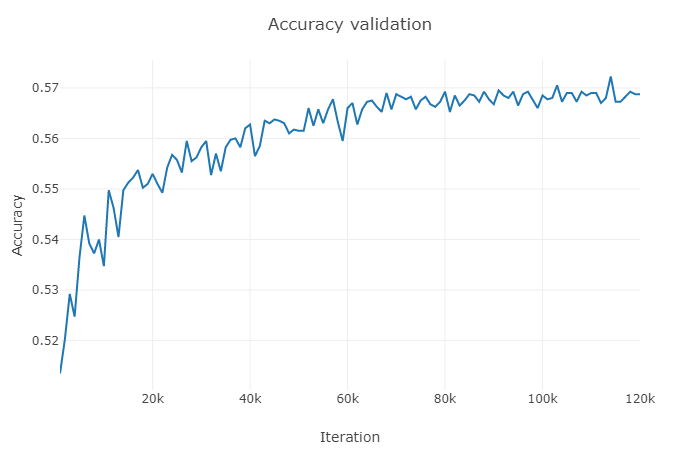 Accuracy validation
0.57
0.56
0.55
0.54
0.53
0.52
Accuracy
20k
40k
60k
80k
100k
120k
Iteration